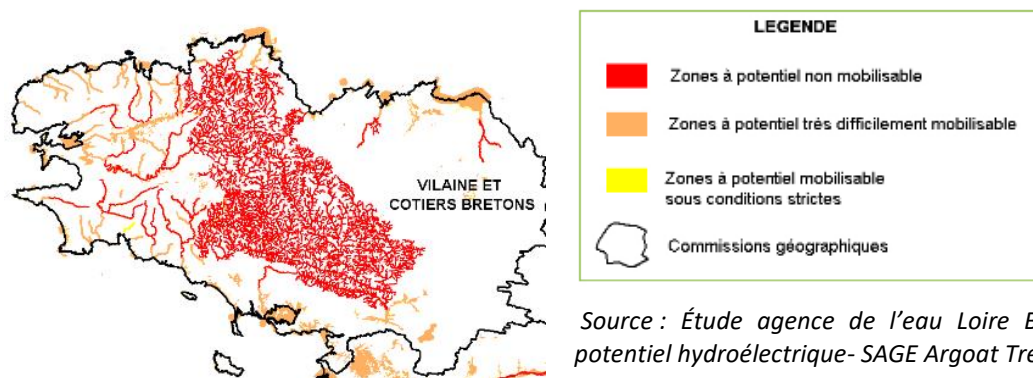 VILAINE ET
COTIERS BRETONS
LEGENDE
Zones à potentiel non mobilisable
Zones à potentiel trés difficilement mobilisable
Zones à potentiel mobilisable
sous conditions strictes
Commissions géographiques
Source : Étude agence de l'eau Loire
potentiel hydroélectrique- SAGE Argoat